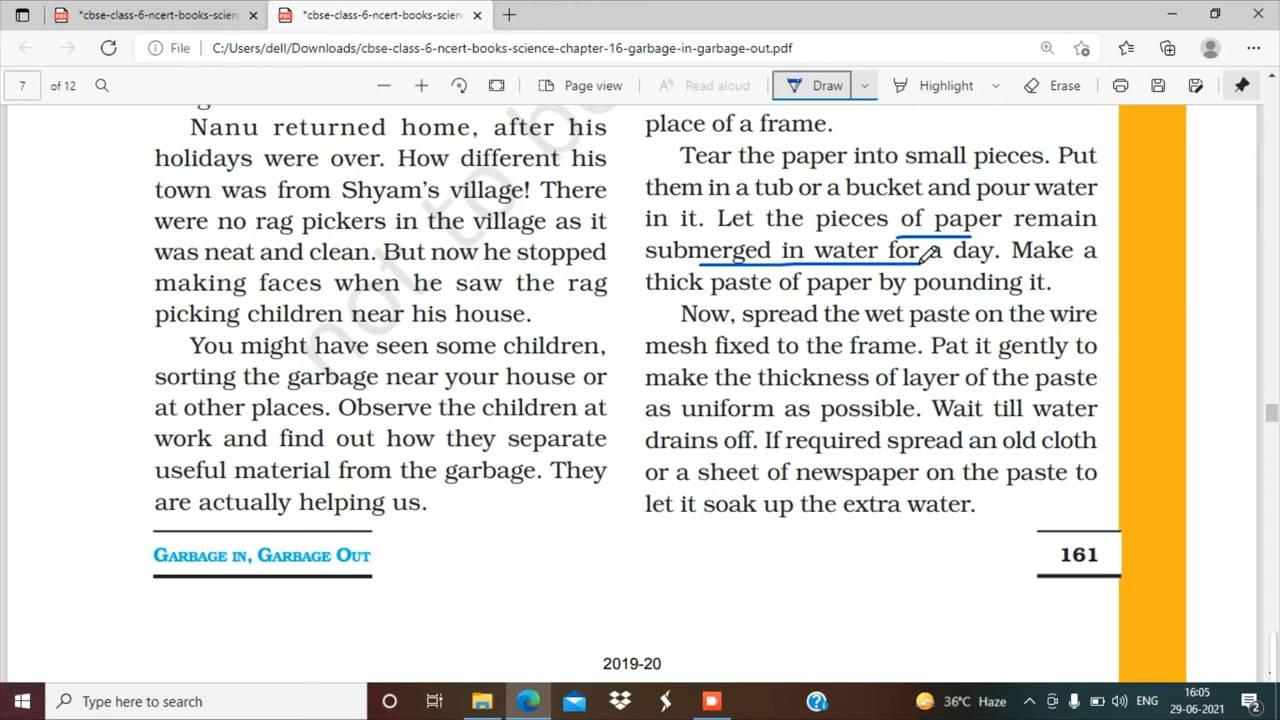 *cbse-class-6-ncert-books-scien
*cbse-class-6-ncert-books-scien
File
C:/Users/dell/Downloads/cbse-class-6-ncert-books-science-chapter-16-garbage-in-garbage-out.pdf
7 of 12
Page view
Read aloud
Draw
Highlight
Erase
Nanu returned home, after his
holidays were over. How different his
town was from Shyam's village! There
were no rag pickers in the village as it
was neat and clean. But now he stopped
making faces when he saw the rag
picking children near his house.
You might have seen some children,
sorting the garbage near your house or
at other places. Observe the children at
work and find out how they separate
useful material from the garbage. They
are actually helping us.
place of a frame.
Tear the paper into small pieces. Put
them in a tub or a bucket and pour water
in it. Let the pieces of paper remain
submerged in water for a day. Make a
thick paste of paper by pounding it.
Now, spread the wet paste on the wire
mesh fixed to the frame. Pat it gently to
make the thickness of layer of the paste
as uniform as possible. Wait till water
drains off. If required spread an old cloth
or a sheet of newspaper on the paste to
let it soak up the extra water.
not to b
GARBAGE IN, GARBAGE OUT
161
2019-20
Type here to search
36°C Haze
ENG
16:05
29-06-2021
2